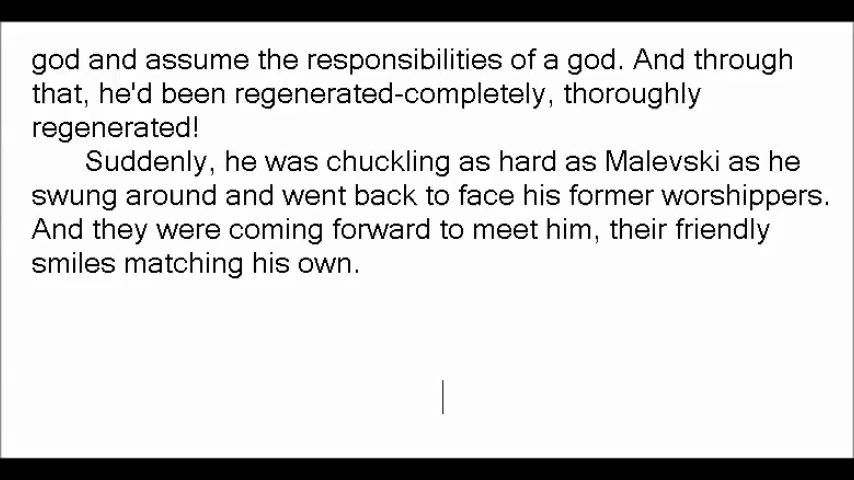 god and assume the responsibilities of a god. And through
that, he'd been regenerated-completely, thoroughly
regenerated!
Suddenly, he was chuckling as hard as Malevski as he
swung around and went back to face his former worshippers.
And they were coming forward to meet him, their friendly
smiles matching his own.